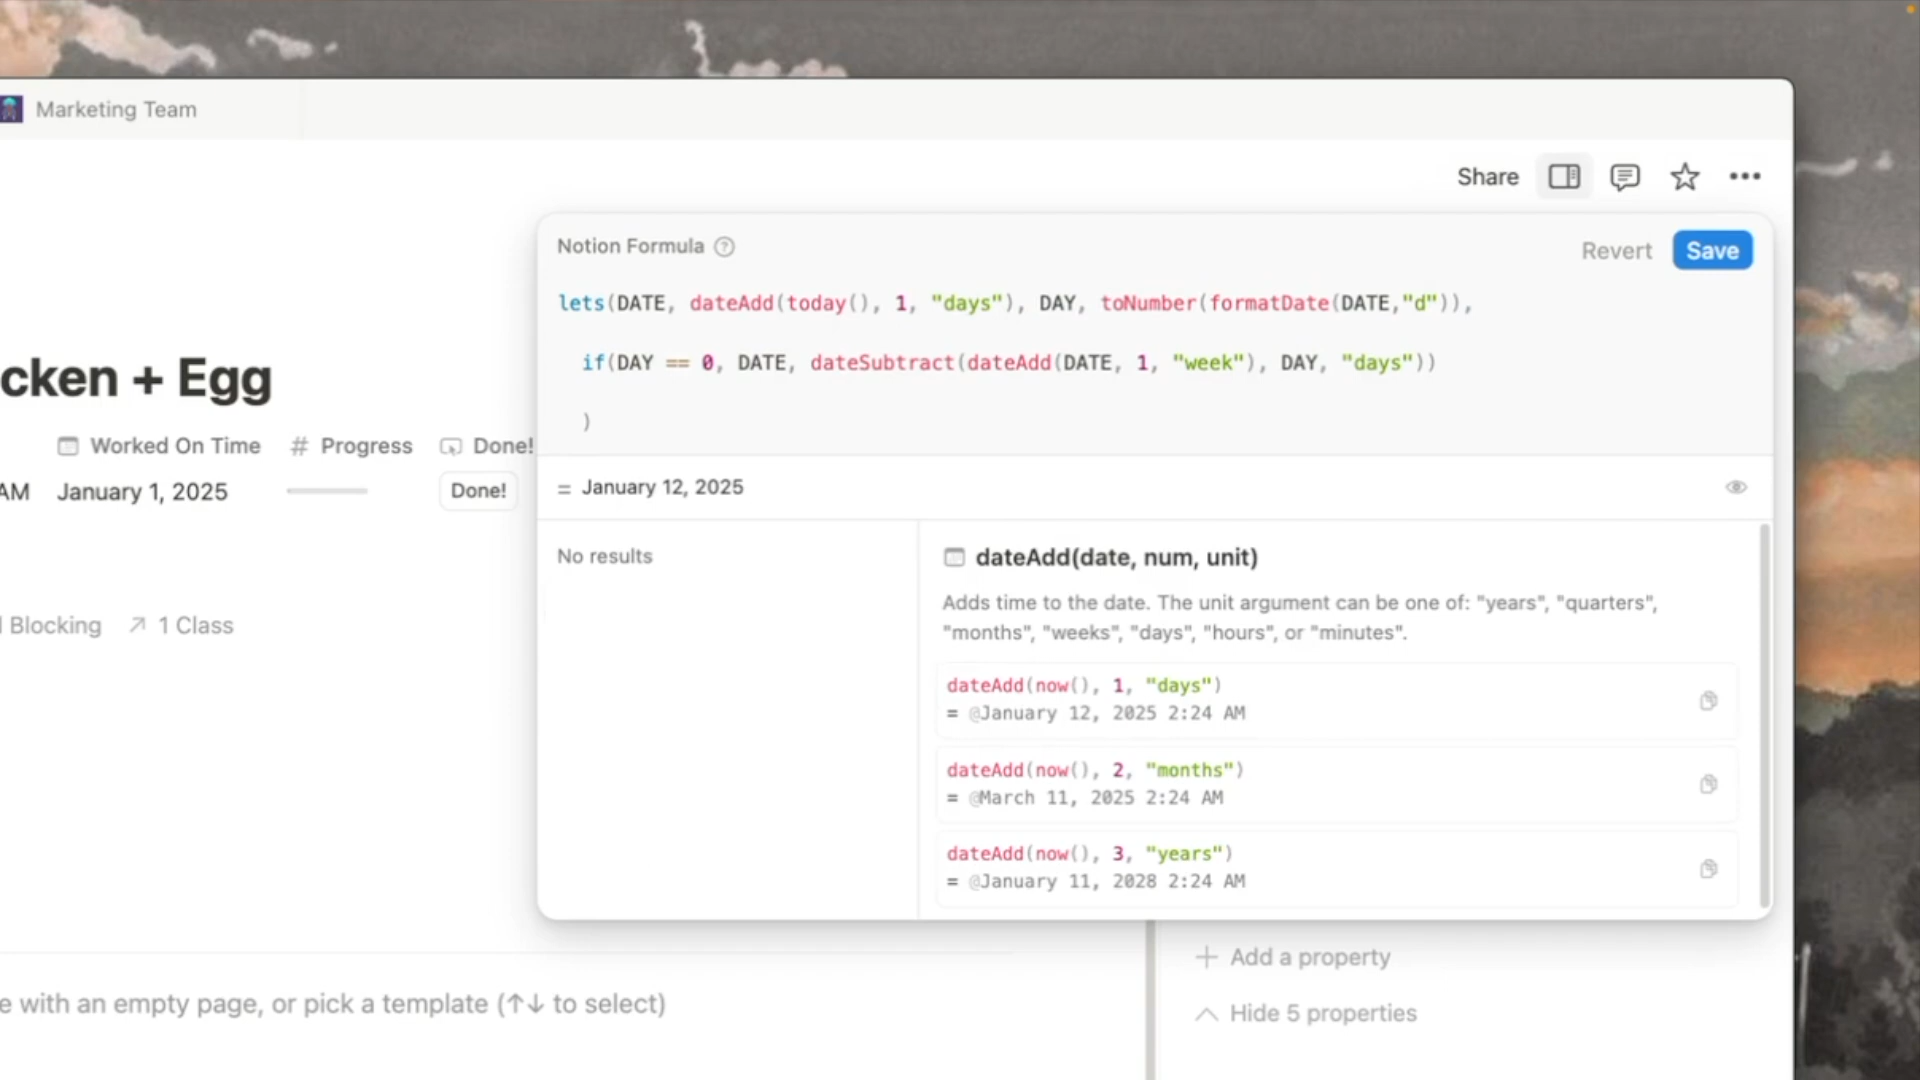 Marketing Team
Share
Notion Formula
Revert
Save
lets(DATE, dateAdd(today(), 1, "days"), DAY, toNumber(formatDate(DATE,"d")),
if(DAY == 0, DATE, dateSubtract(dateAdd(DATE, 1, "week"), DAY, "days"))
)
cken + Egg
Worked On Time
# Progress
Done!
AM
January 1, 2025
Done!
= January 12, 2025
No results
dateAdd(date, num, unit)
Adds time to the date. The unit argument can be one of: "years", "quarters",
"months", "weeks", "days", "hours", or "minutes".
Blocking
↗ 1 Class
dateAdd(now(), 1, "days")
= @January 12, 2025 2:24 AM
dateAdd(now(), 2, "months")
= @March 11, 2025 2:24 AM
dateAdd(now(), 3, "years")
= @January 11, 2028 2:24 AM
+ Add a property
e with an empty page, or pick a template (↑↓ to select)
Hide 5 properties